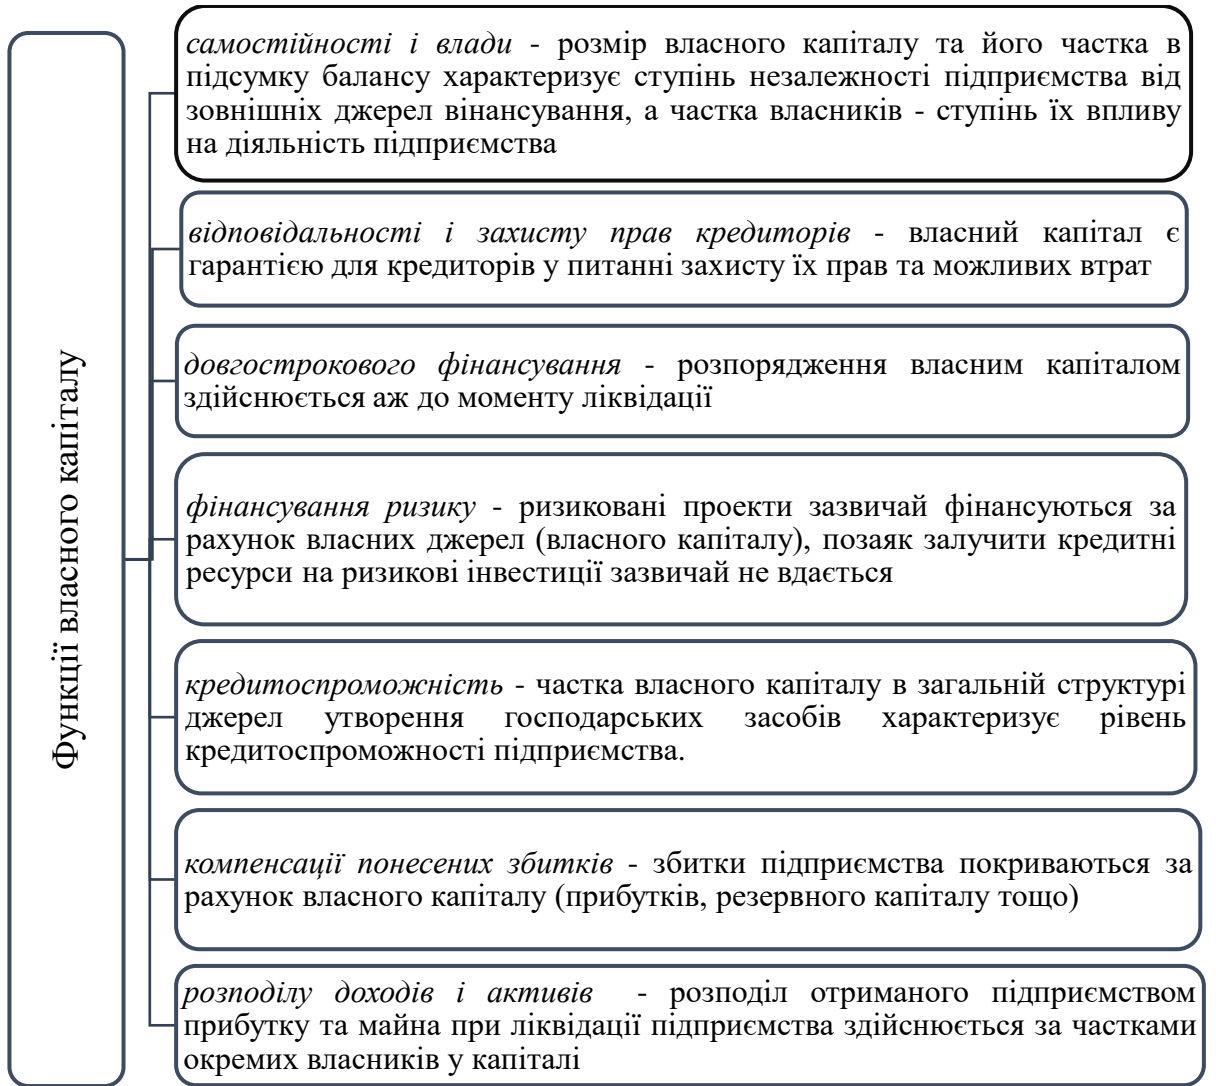 Функції власного капіталу
самостійності і влади - розмір власного капіталу та його частка в
підсумку балансу характеризує ступінь незалежності підприємства від
зовнішніх джерел вінансування, а частка власників - ступінь їх впливу
на діяльність підприємства
відповідальності і захисту прав кредиторів - власний капітал є
гарантією для кредиторів у питанні захисту їх прав та можливих втрат
довгострокового фінансування - розпорядження власним капіталом
здійснюється аж до моменту ліквідації
фінансування ризику - ризиковані проекти зазвичай фінансуються за
рахунок власних джерел (власного капіталу), позаяк залучити кредитні
ресурси на ризикові інвестиції зазвичай не вдається
кредитоспроможність - частка власного капіталу в загальній структурі
джерел утворення господарських засобів характеризує рівень
кредитоспроможності підприємства.
компенсації понесених збитків - збитки підприємства покриваються за
рахунок власного капіталу (прибутків, резервного капіталу тощо)
розподілу доходів і активів - розподіл отриманого підприємством
прибутку та майна при ліквідації підприємства здійснюється за частками
окремих власників у капіталі